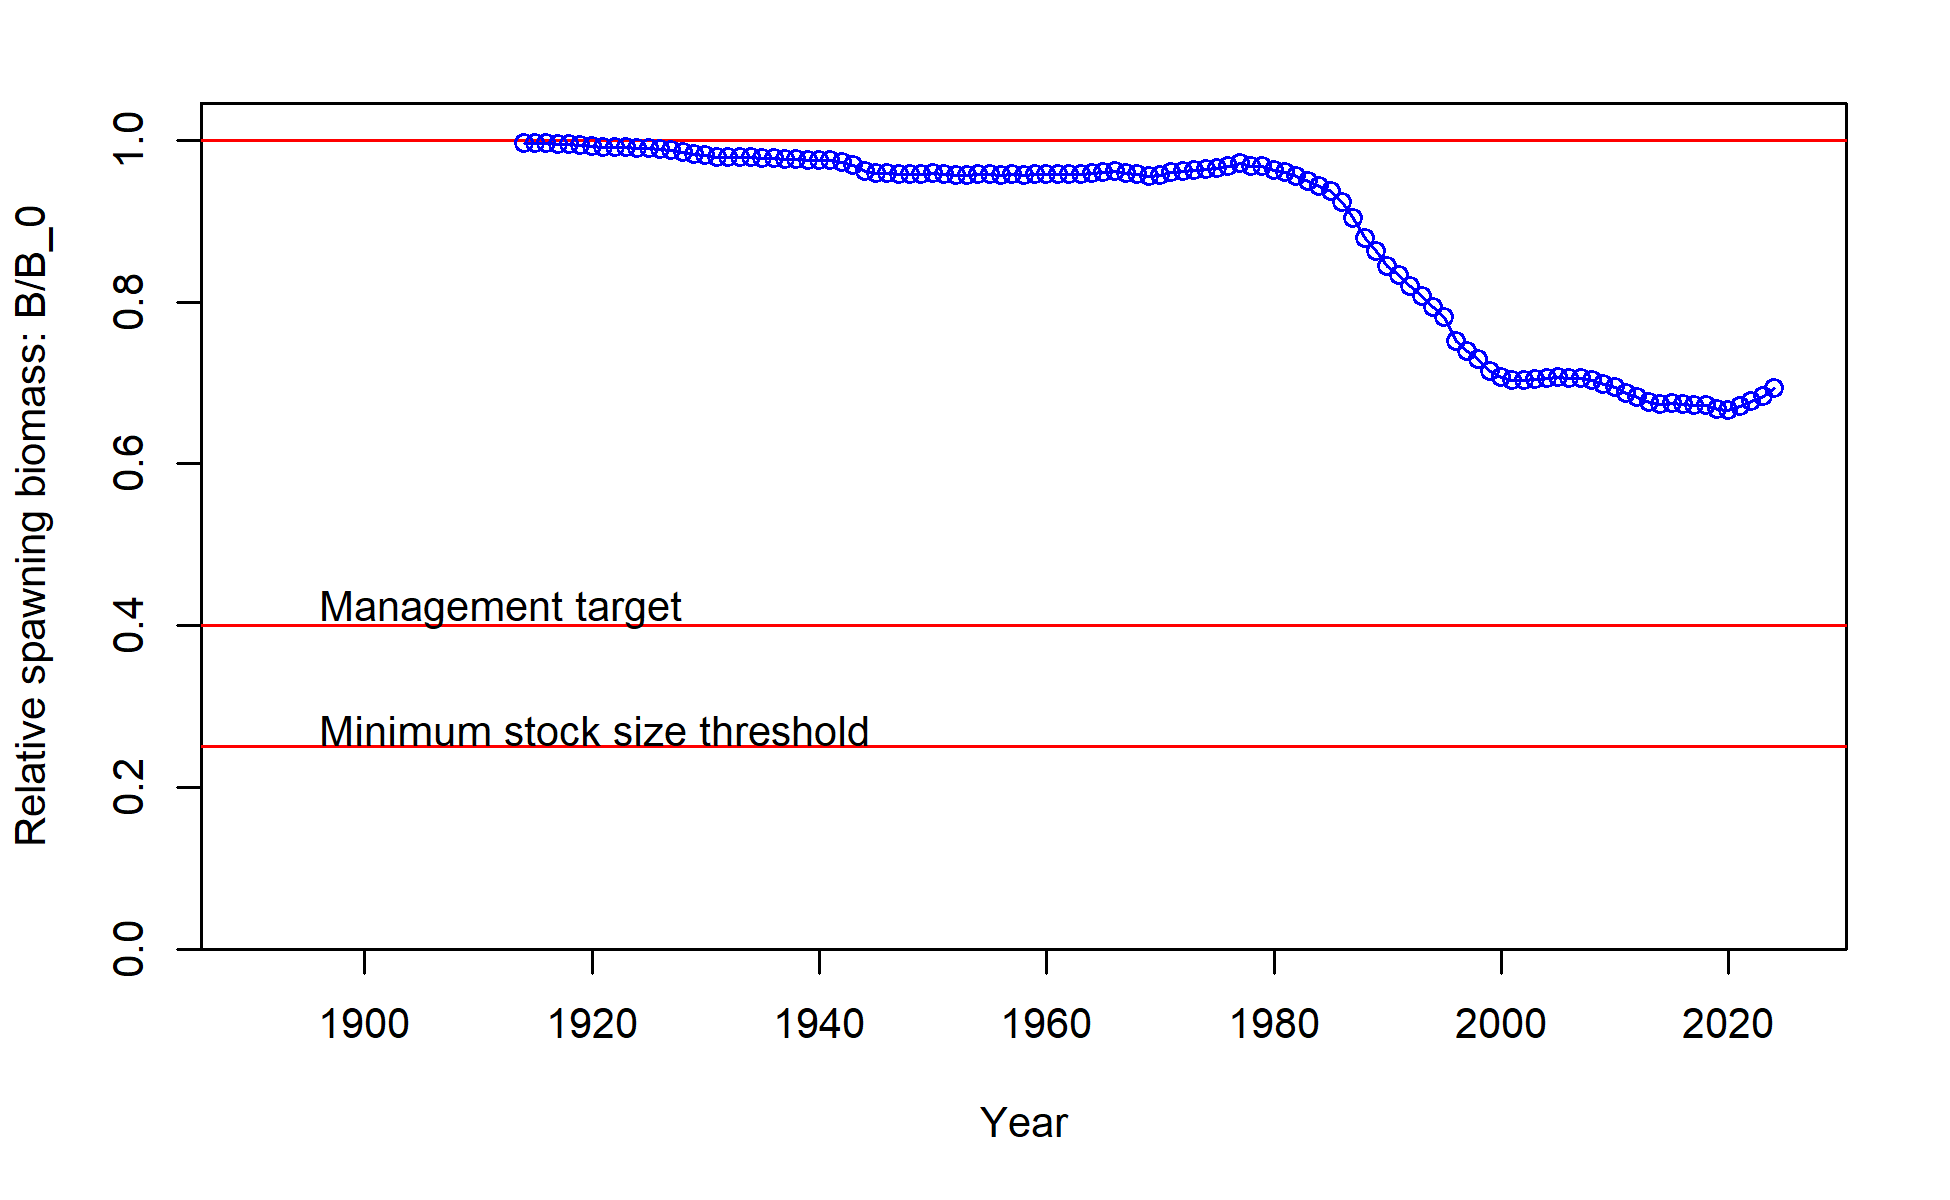 Relative spawning biomass: B/B_0
1.0
0.8
0.6
0.4
0.2
0.0
Management target
Minimum stock size threshold
1900 1920 1940 1960 1980 2000 2020
Year